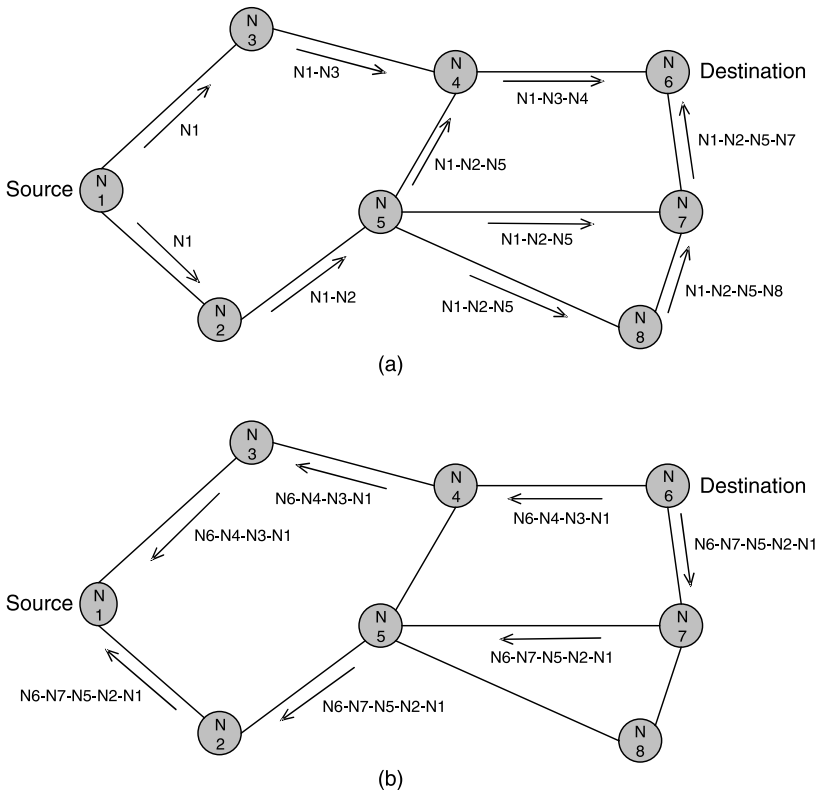 N
3
N1-N3
N
4
N
6
Destination
N1-N3-N4
N1
N1-N2-N5
N1-N2-N5-N7
Source
N
1
N
5
N
7
N1
N1-N2-N5
N1-N2
N1-N2-N5
N1-N2-N5-N8
N
2
N
8
(a)
N
3
N
4
N
6
Destination
N6-N4-N3-N1
N6-N4-N3-N1
N6-N4-N3-N1
N6-N7-N5-N2-N1
Source
N
1
N
5
N
7
N6-N7-N5-N2-N1
N6-N7-N5-N2-N1
N6-N7-N5-N2-N1
N
2
N
8
(b)